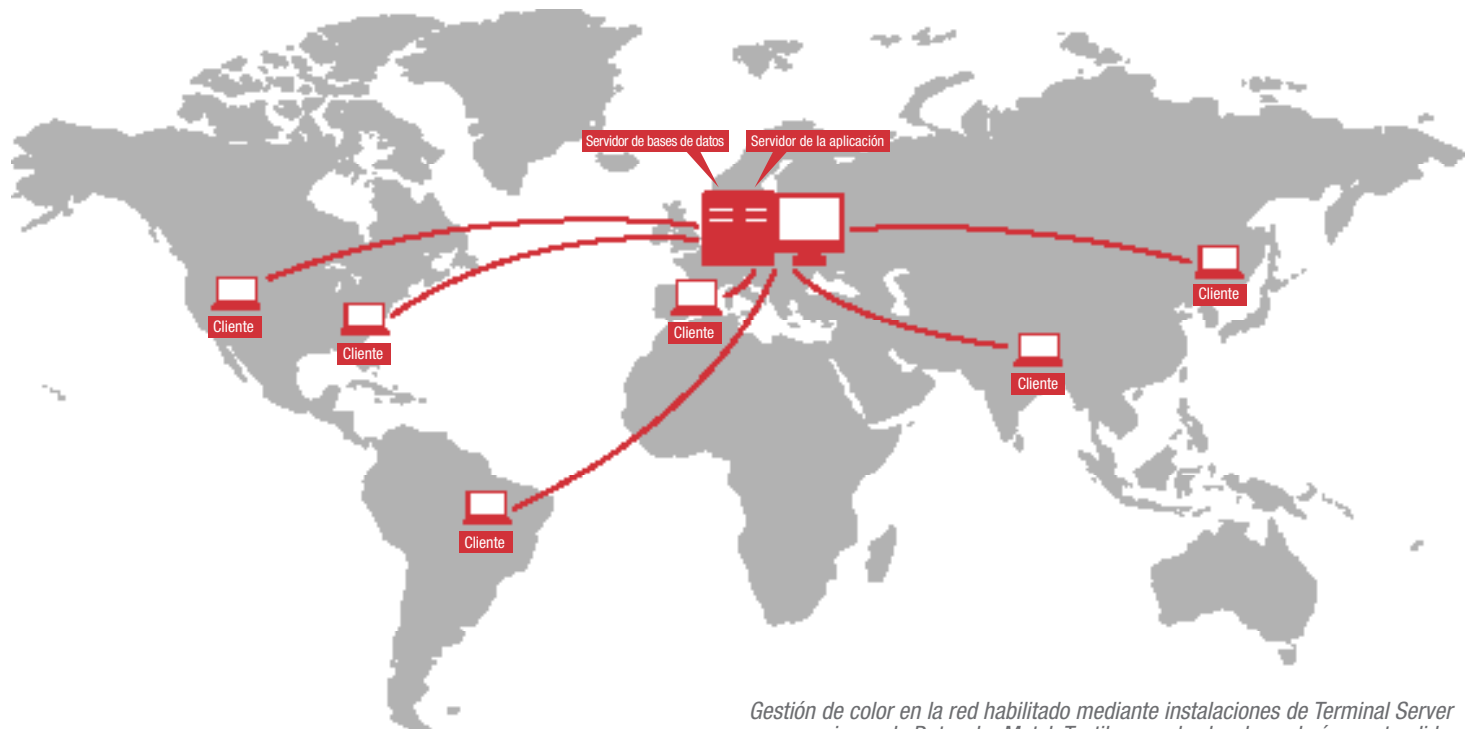 Servidor de bases de datos
Servidor de la aplicación
Cliente
Cliente
Cliente
Cliente
Cliente
Cliente
Gestión de color en la red habilitado mediante instalaciones de Terminal Server